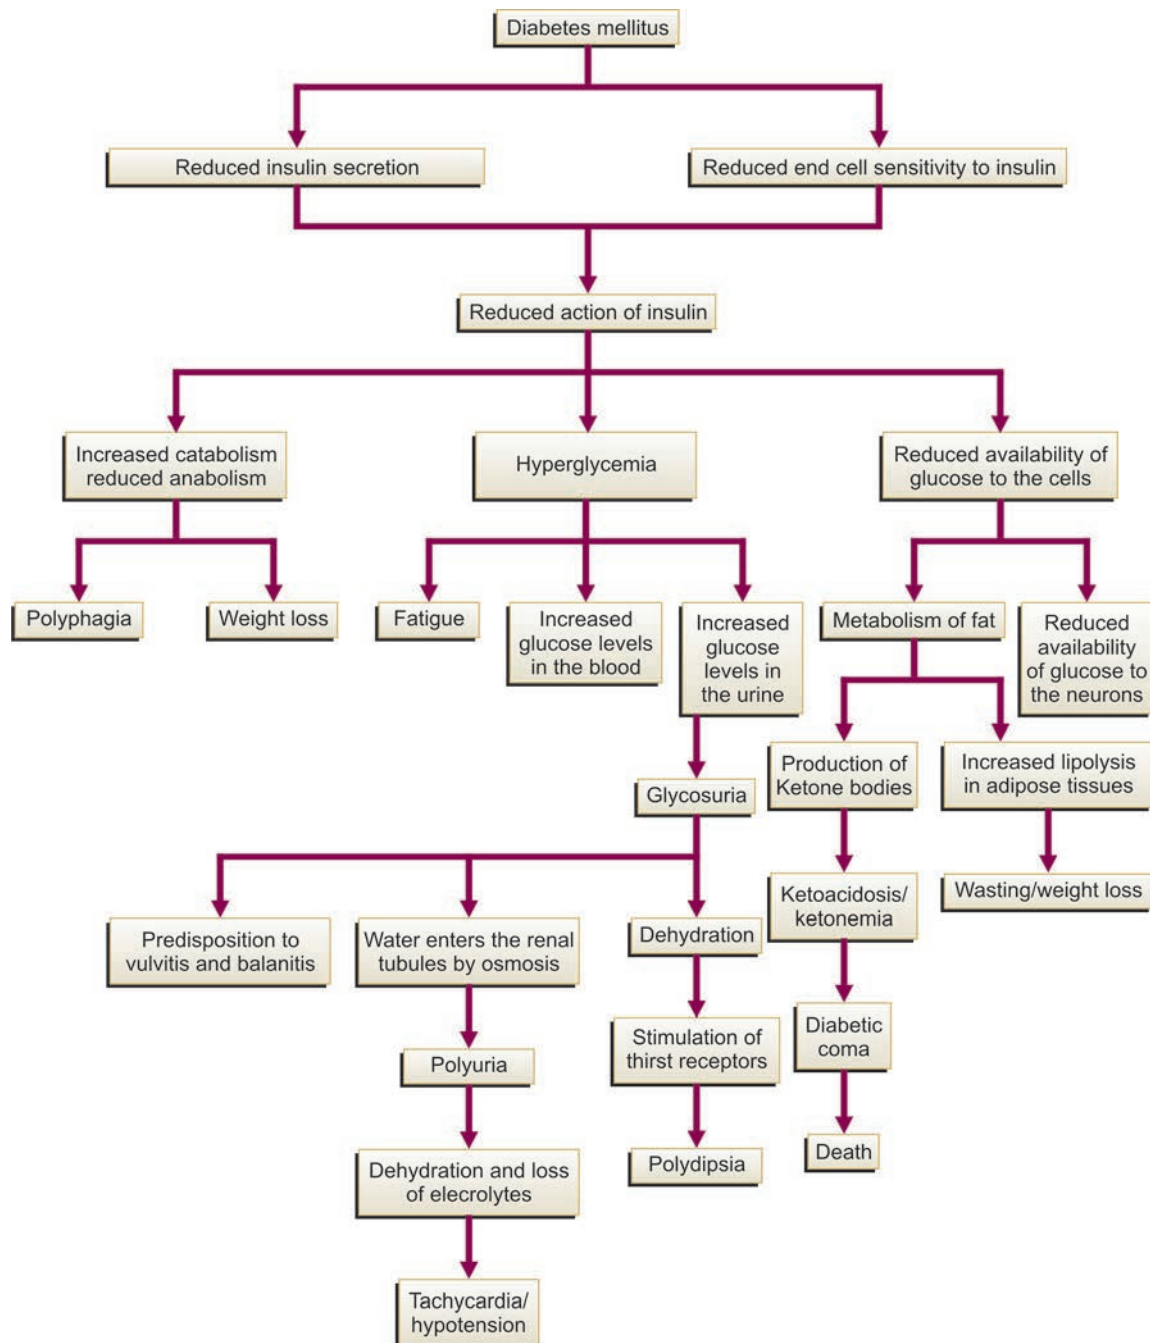 Diabetes mellitus
Reduced insulin secretion
Reduced end cell sensitivity to insulin
Reduced action of insulin
Increased catabolism
reduced anabolism
Hyperglycemia
Reduced availability of
glucose to the cells
Polyphagia
Weight loss
Fatigue
Increased
glucose levels
in the blood
Increased
glucose
levels in
the urine
Metabolism of fat
Reduced
availability
of glucose to
the neurons
Glycosuria
Production of
Ketone bodies
Increased lipolysis
in adipose tissues
Predisposition to
vulvitis and balanitis
Water enters the renal
tubules by osmosis
Dehydration
Ketoacidosis/
ketonemia
Wasting/weight loss
Polyuria
Stimulation of
thirst receptors
Diabetic
coma
Dehydration and loss
of elecrolytes
Polydipsia
Death
Tachycardia/
hypotension